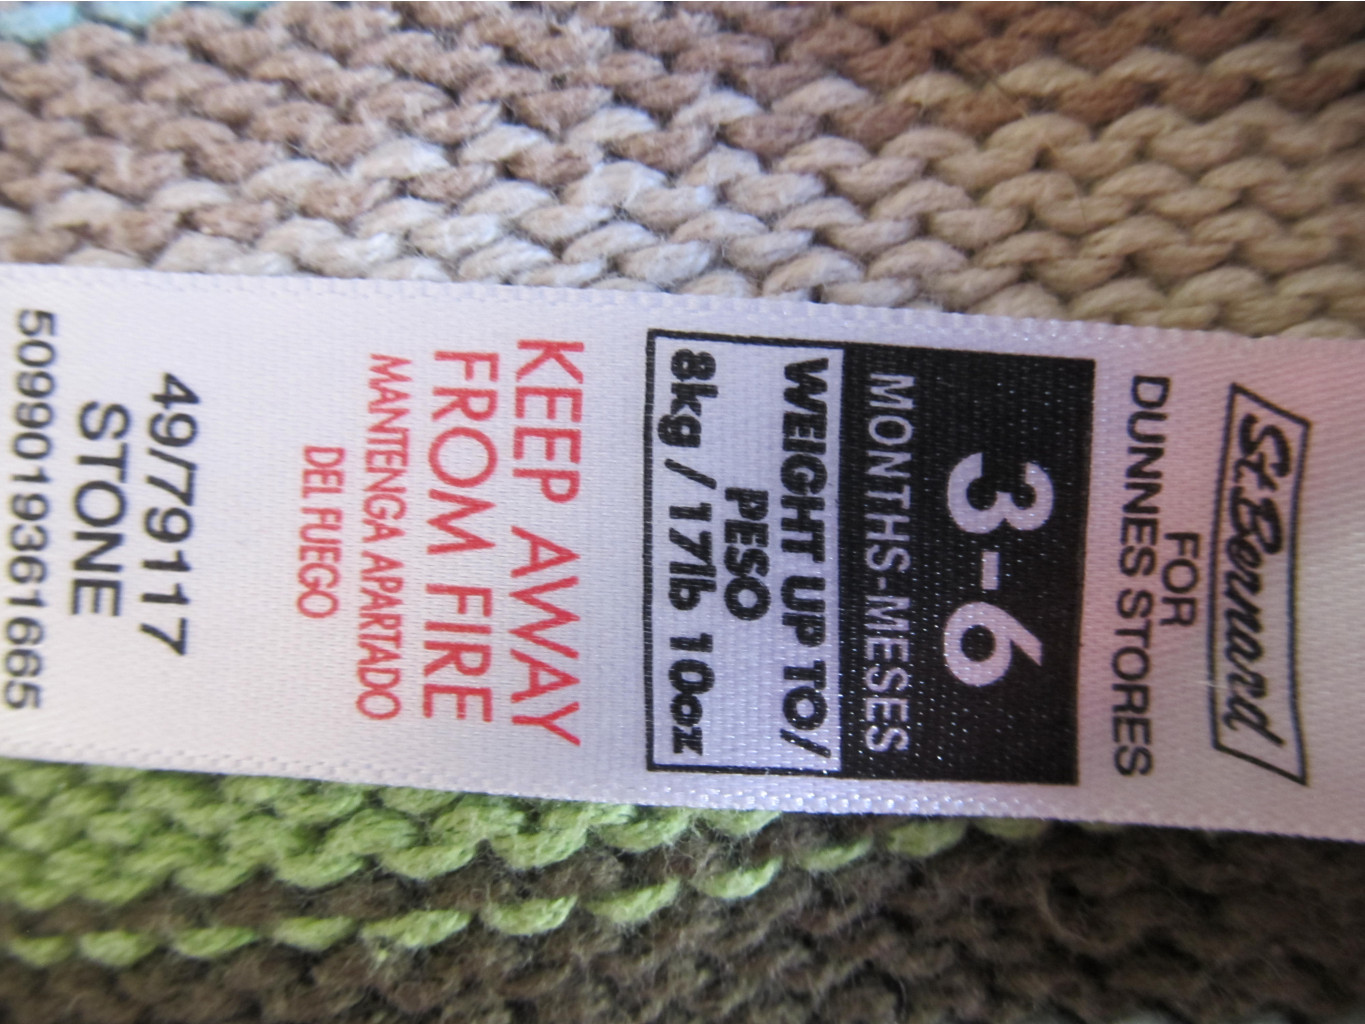 St.Bernard
FOR
DUNNES STORES
3-6
MONTHS-MESES
WEIGHT UP TO/
PESO
8kg / 17lb 10oz
KEEP AWAY
FROM FIRE
MANTENGA APARTADO
DEL FUEGO
49/79117
STONE
5099019361665